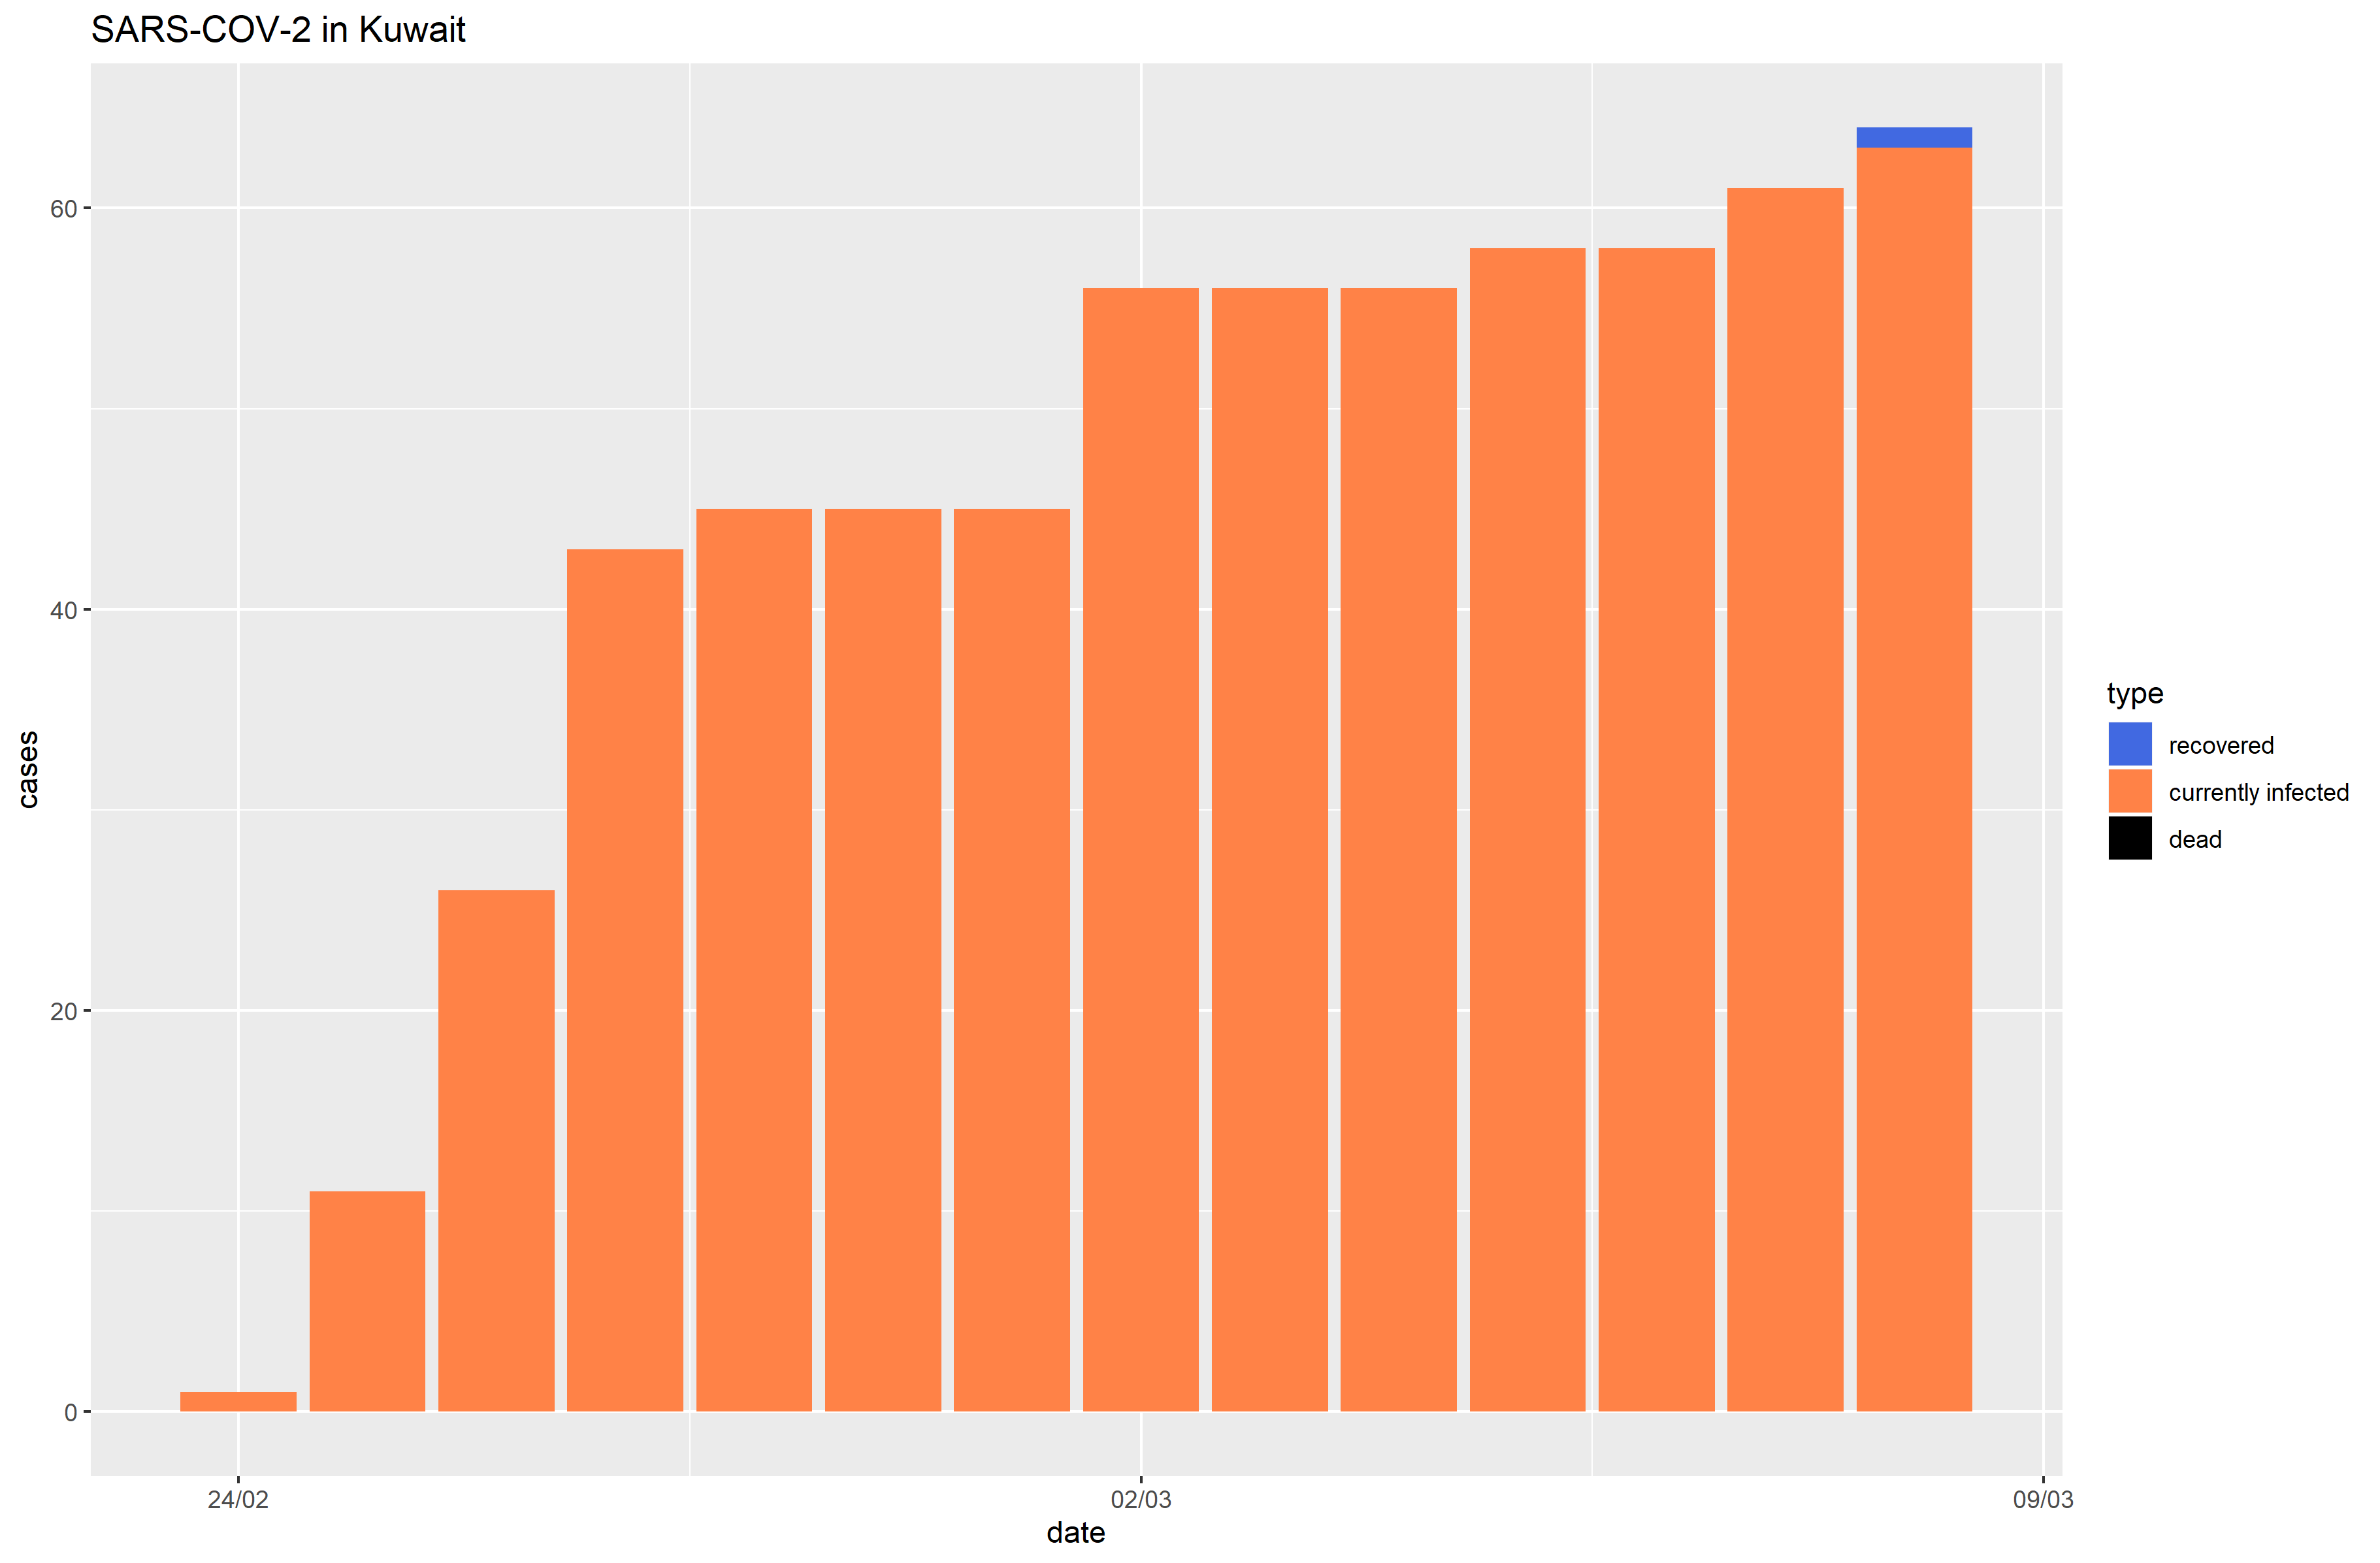 SARS-COV-2 in Kuwait
60
40
20
0
cases
24/02
02/03
09/03
date
type
recovered
currently infected
dead